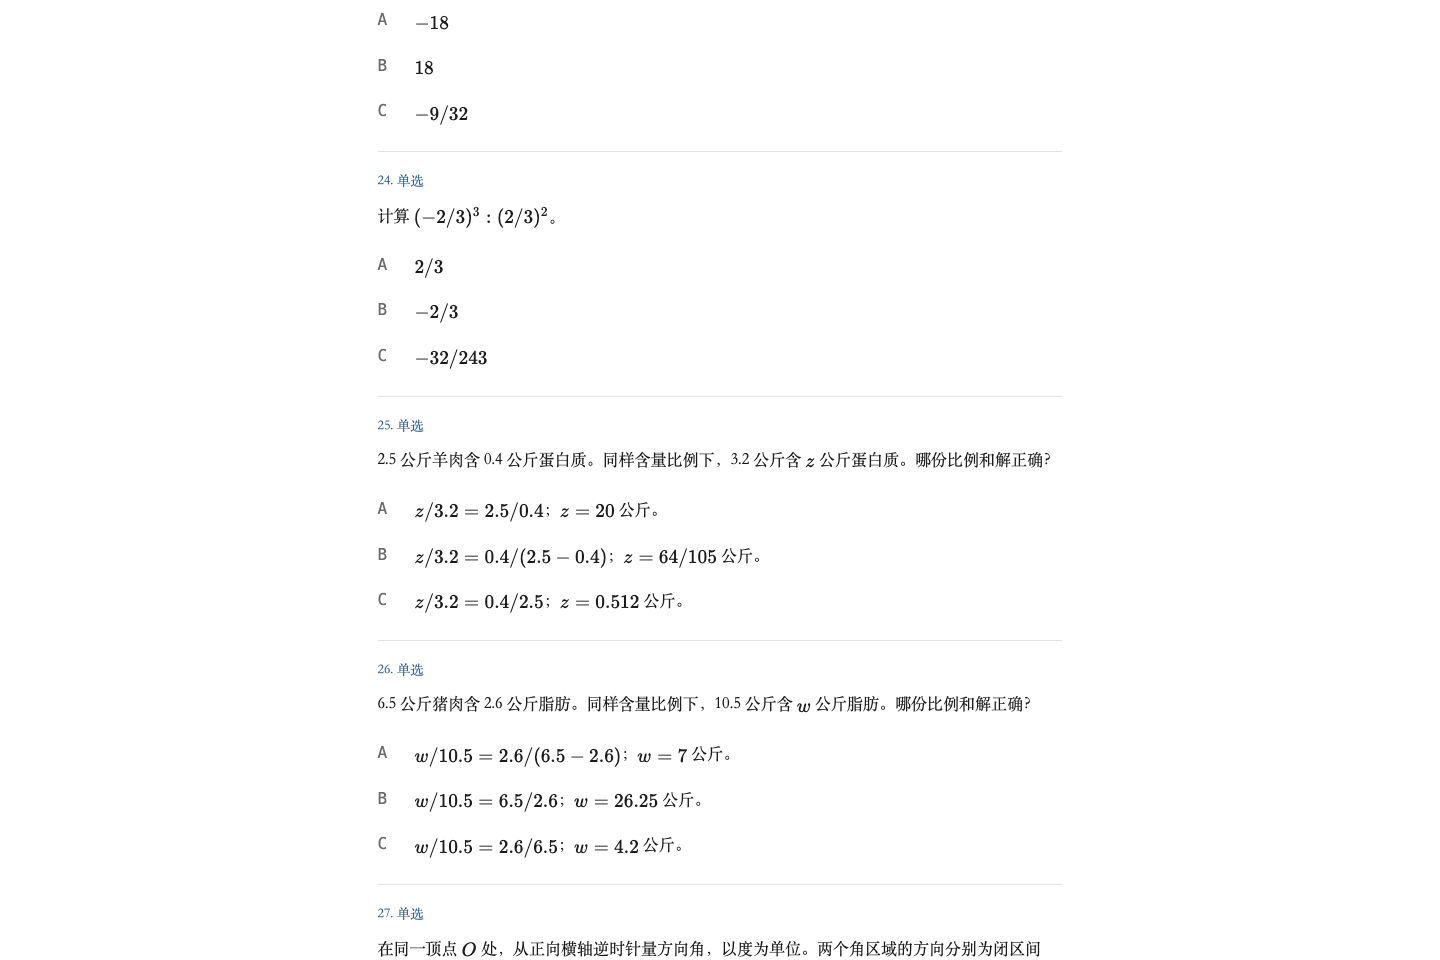 A −18
B 18
C −9/32
24. 单选
计算 (−2/3)³ : (2/3)²。
A 2/3
B −2/3
C −32/243
25. 单选
2.5 公斤羊肉含 0.4 公斤蛋白质。同样含量比例下，3.2 公斤含 z 公斤蛋白质。哪份比例和解正确？
A z/3.2 = 2.5/0.4；z = 20 公斤。
B z/3.2 = 0.4/(2.5 − 0.4)；z = 64/105 公斤。
C z/3.2 = 0.4/2.5；z = 0.512 公斤。
26. 单选
6.5 公斤猪肉含 2.6 公斤脂肪。同样含量比例下，10.5 公斤含 w 公斤脂肪。哪份比例和解正确？
A w/10.5 = 2.6/(6.5 − 2.6)；w = 7 公斤。
B w/10.5 = 6.5/2.6；w = 26.25 公斤。
C w/10.5 = 2.6/6.5；w = 4.2 公斤。
27. 单选
在同一顶点 O 处，从正向横轴逆时针量方向角，以度为单位。两个角区域的方向分别为闭区间